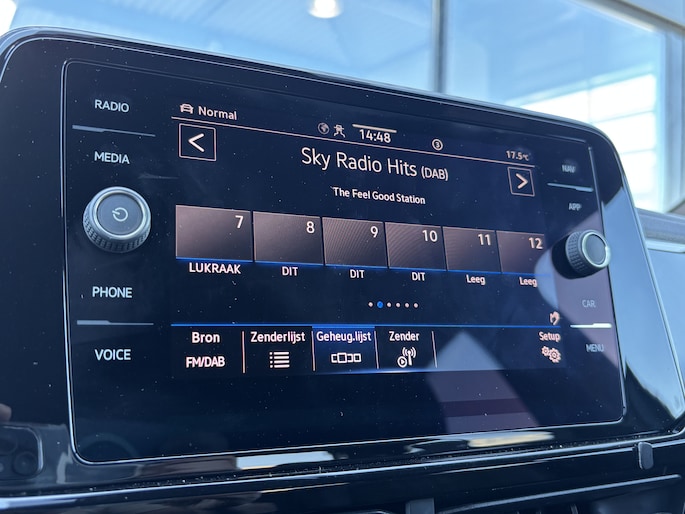 RADIO
MEDIA
PHONE
VOICE
Normal
14:48
3
17.5°C
Sky Radio Hits (DAB)
The Feel Good Station
7 8 9 10 11 12
LUKRAAK DIT DIT DIT Leeg Leeg
Bron Zenderlijst Geheug.lijst Zender Setup
FM/DAB
NAV
APP
CAR
MENU